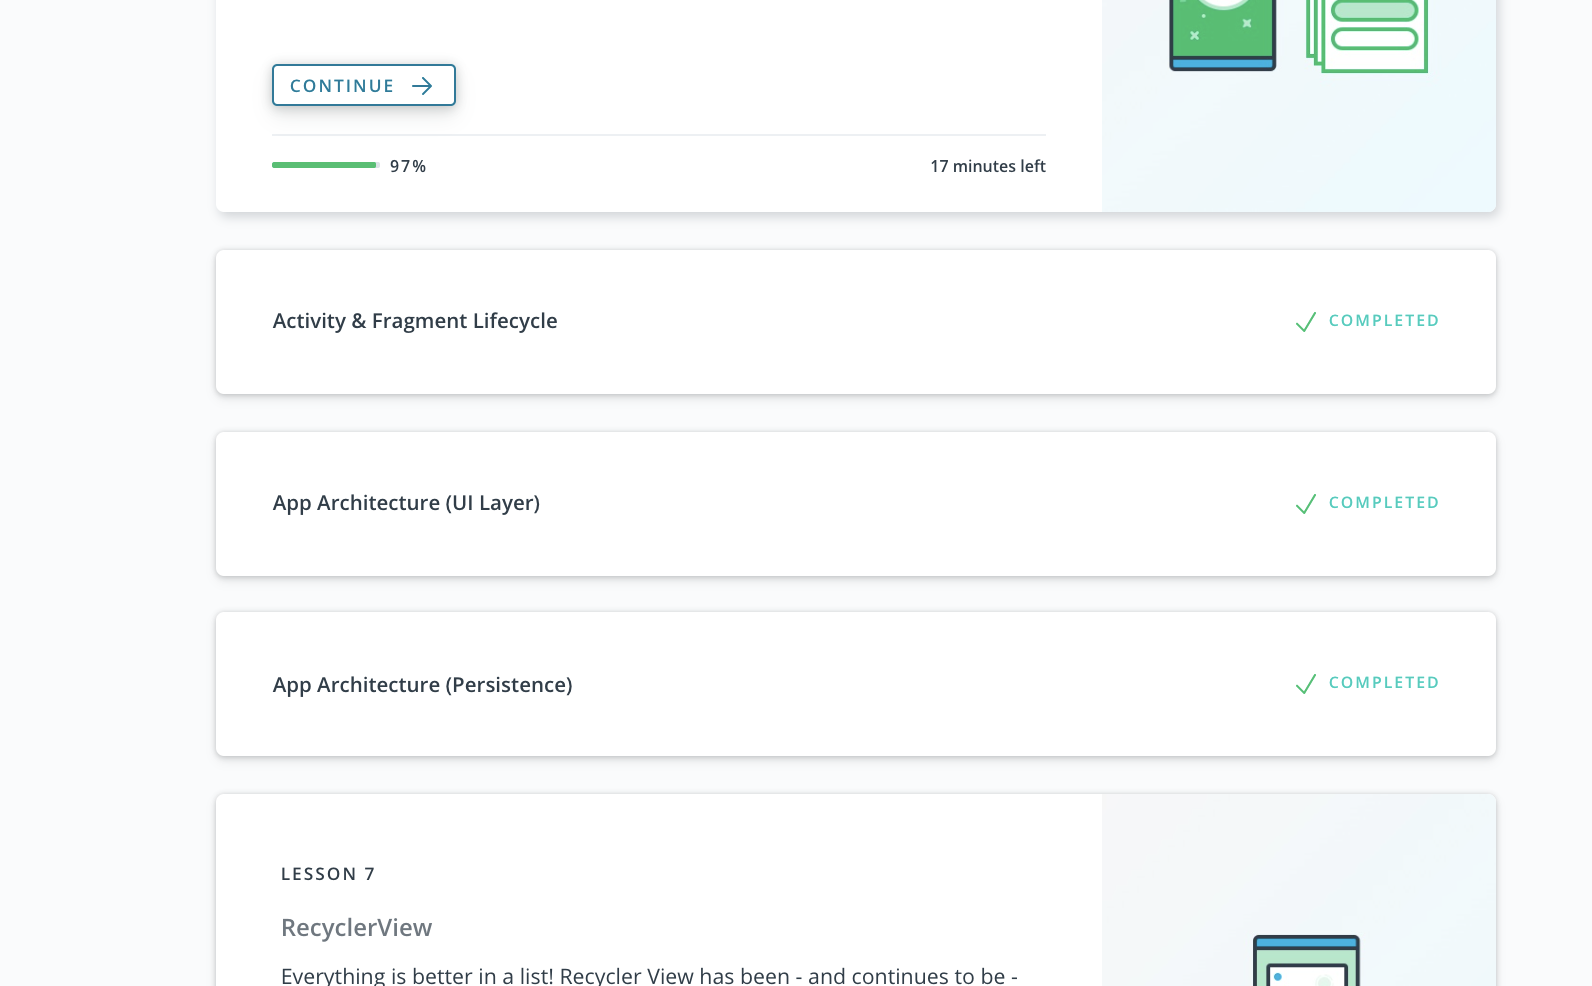 CONTINUE
97%
17 minutes left
Activity & Fragment Lifecycle
COMPLETED
App Architecture (UI Layer)
COMPLETED
App Architecture (Persistence)
COMPLETED
LESSON 7
RecyclerView
Everything is better in a list! Recycler View has been - and continues to be -